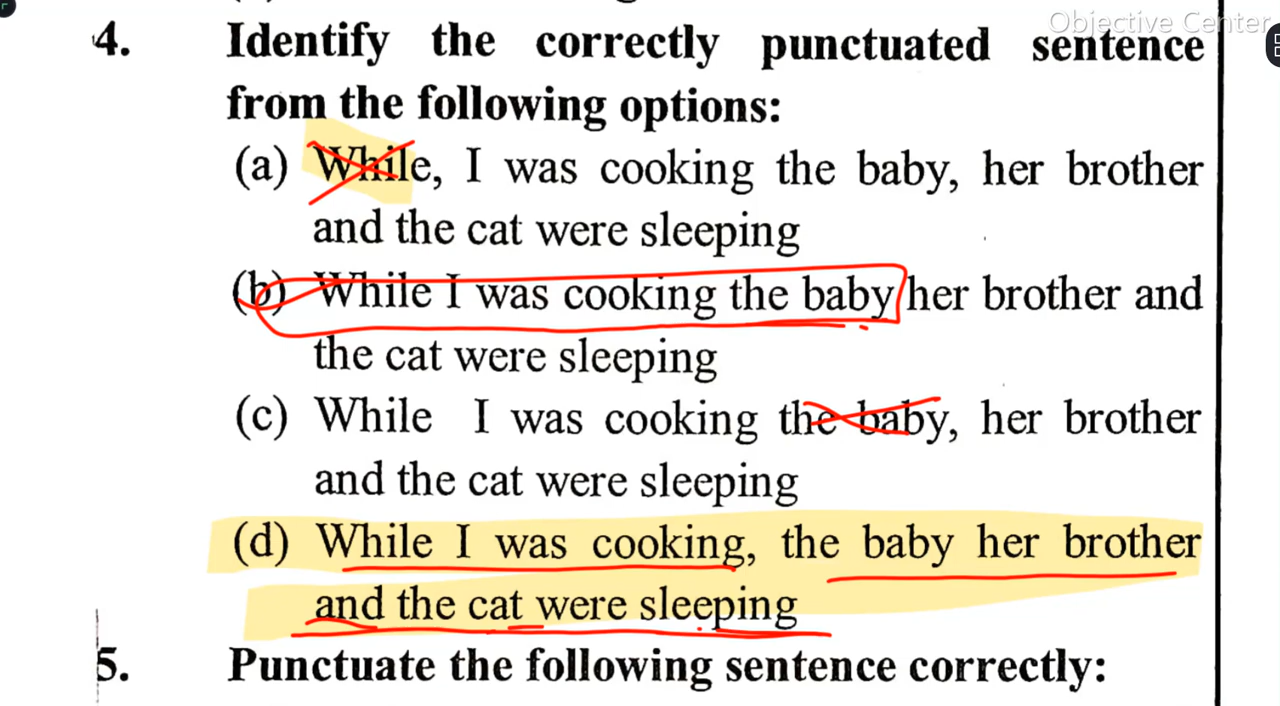 Objective Center
4. Identify the correctly punctuated sentence
from the following options:
(a) While, I was cooking the baby, her brother
and the cat were sleeping
(b) While I was cooking the baby her brother and
the cat were sleeping
(c) While I was cooking the baby, her brother
and the cat were sleeping
(d) While I was cooking, the baby her brother
and the cat were sleeping
5. Punctuate the following sentence correctly: